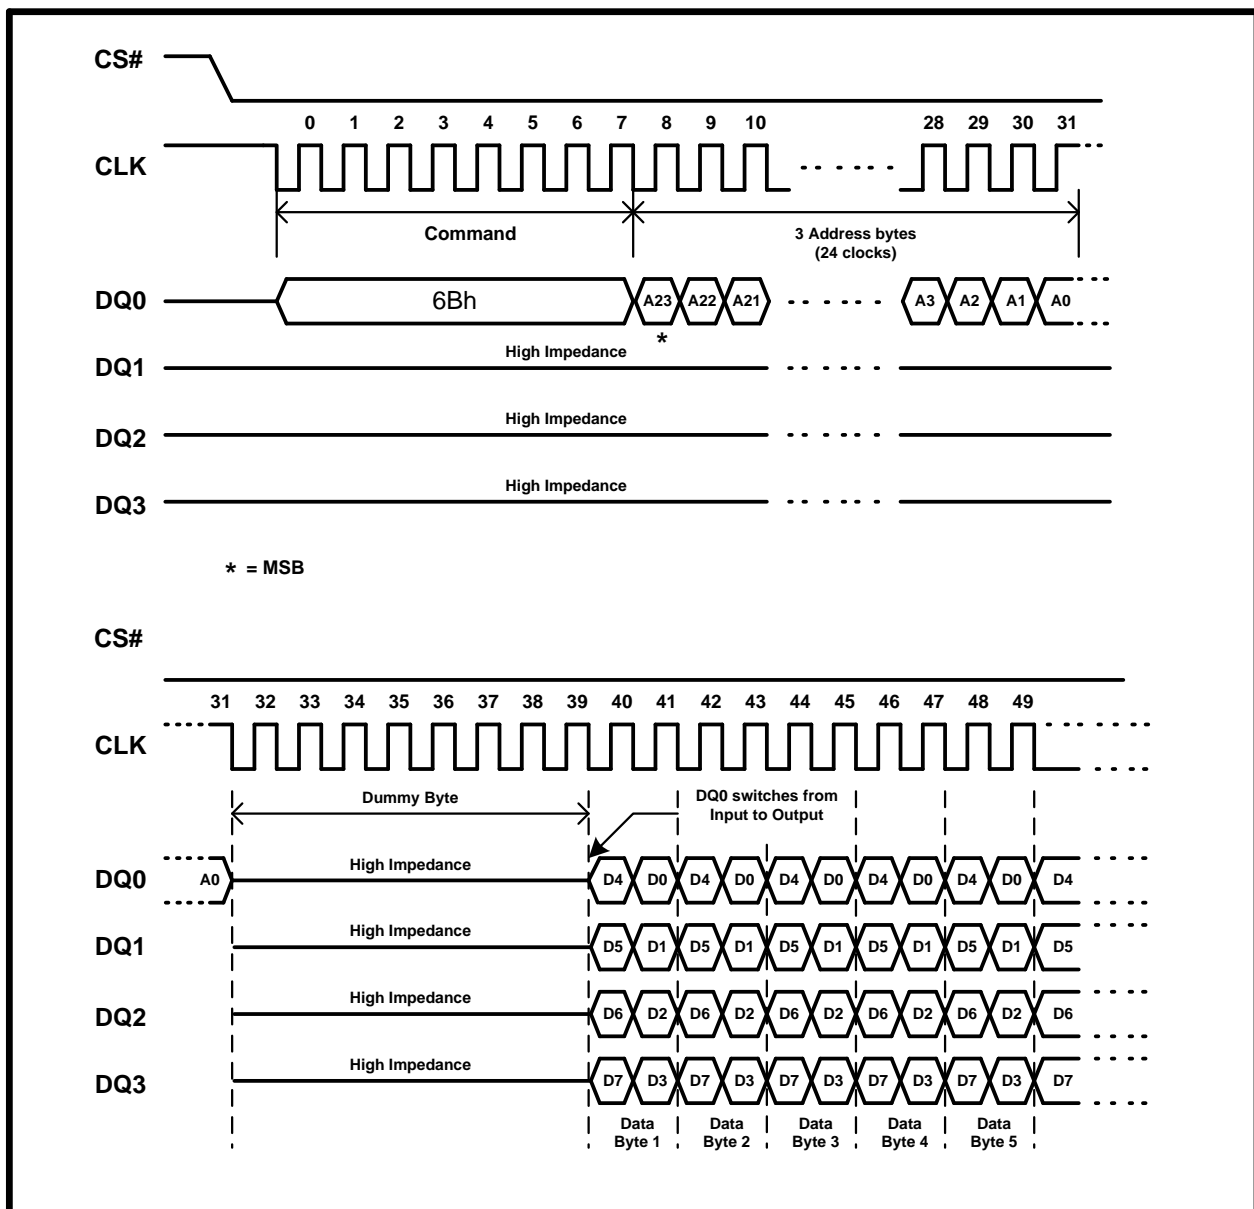 CS#
0 1 2 3 4 5 6 7 8 9 10 28 29 30 31
CLK
Command
3 Address bytes
(24 clocks)
DQ0 6Bh A23 A22 A21 A3 A2 A1 A0
*
High Impedance
DQ1
High Impedance
DQ2
High Impedance
DQ3
* = MSB
CS#
31 32 33 34 35 36 37 38 39 40 41 42 43 44 45 46 47 48 49
CLK
Dummy Byte
DQ0 switches from
Input to Output
High Impedance
DQ0 A0 D4 D0 D4 D0 D4 D0 D4 D0 D4 D0 D4
High Impedance
DQ1 D5 D1 D5 D1 D5 D1 D5 D1 D5 D1 D5
High Impedance
DQ2 D6 D2 D6 D2 D6 D2 D6 D2 D6 D2 D6
High Impedance
DQ3 D7 D3 D7 D3 D7 D3 D7 D3 D7 D3 D7
Data Data Data Data Data
Byte 1 Byte 2 Byte 3 Byte 4 Byte 5